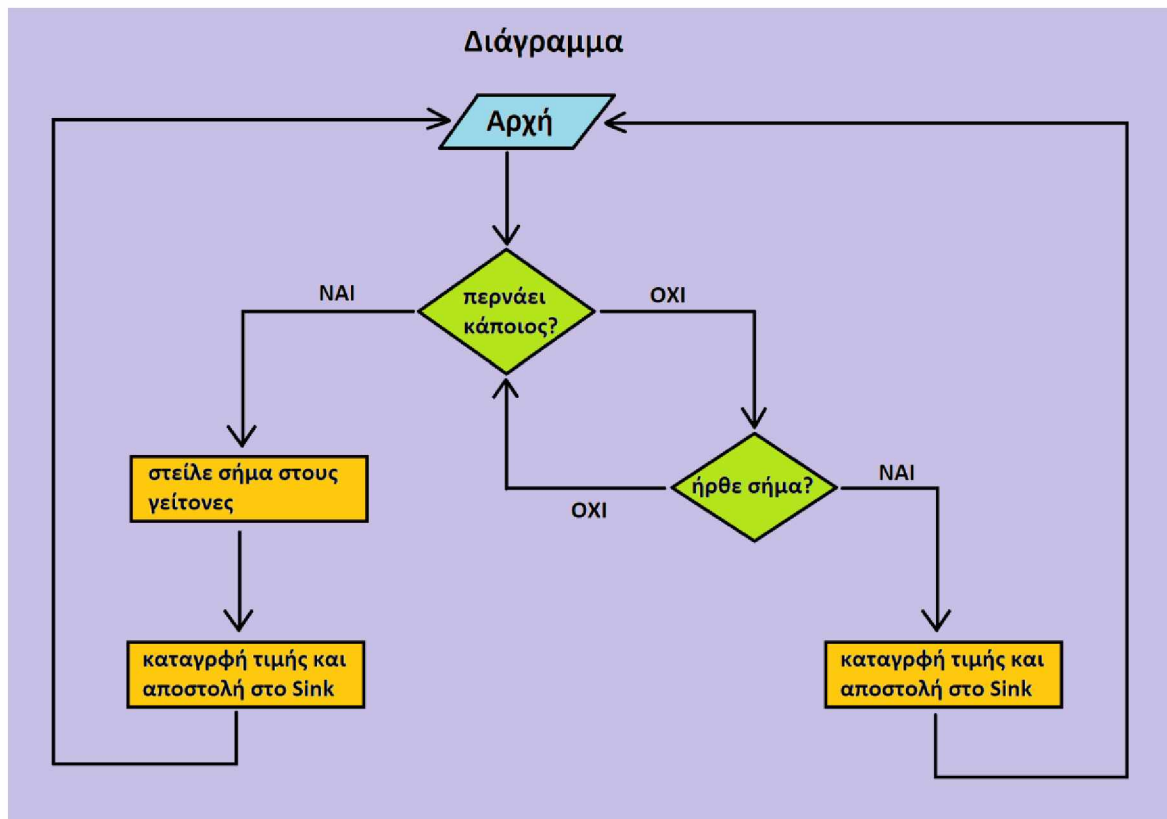 Διάγραμμα
Αρχή
περνάει
κάποιος?
ΝΑΙ
ΟΧΙ
στείλε σήμα στους
γείτονες
ήρθε σήμα?
ΟΧΙ
ΝΑΙ
καταγρφή τιμής και
αποστολή στο Sink
καταγρφή τιμής και
αποστολή στο Sink